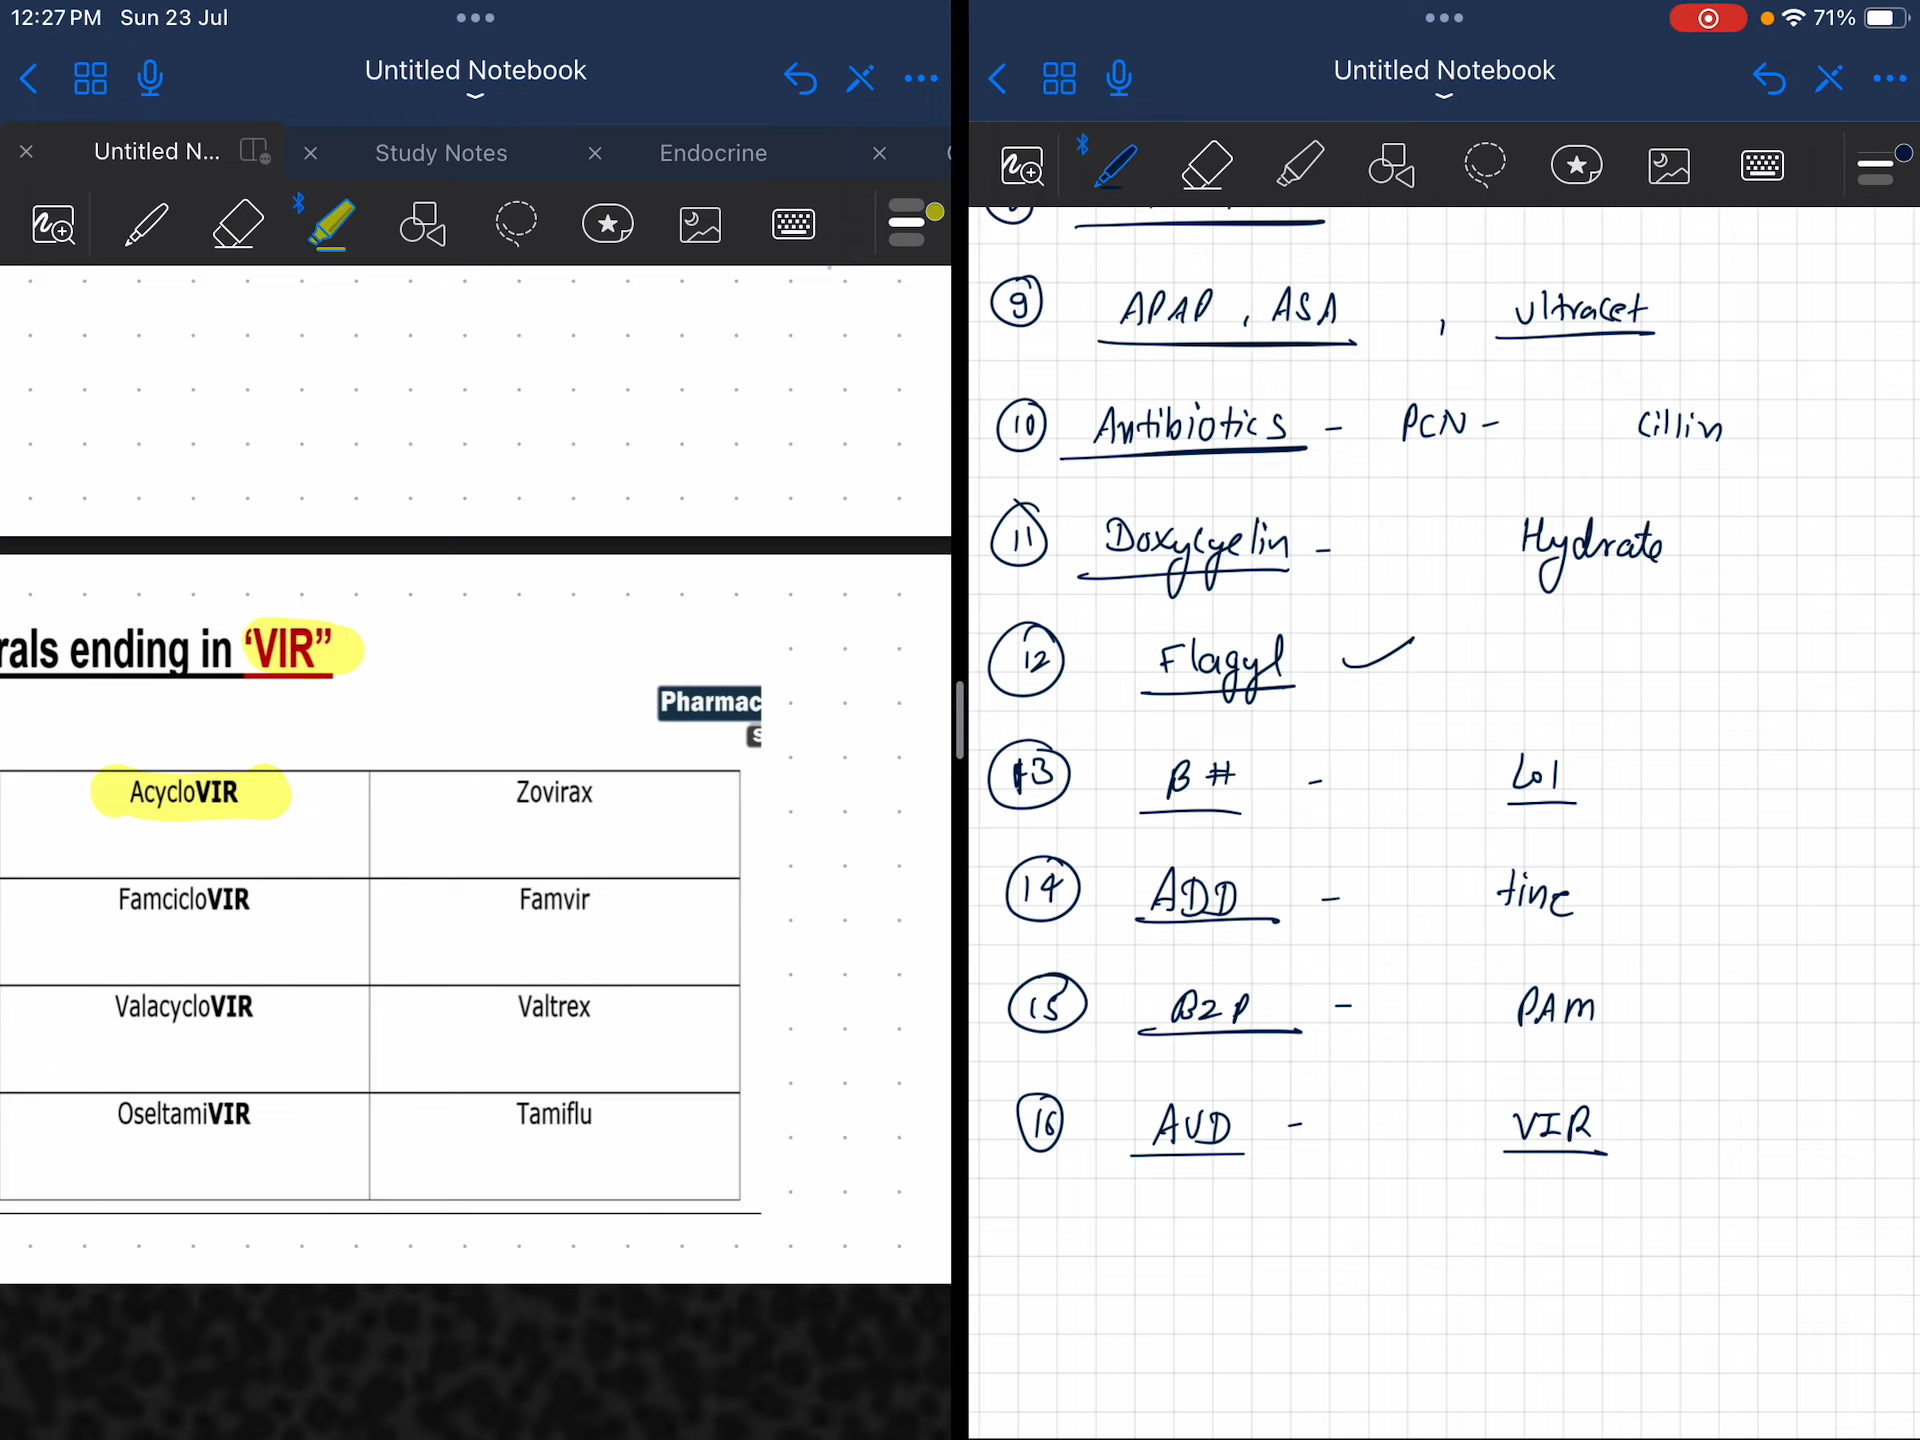 12:27 PM Sun 23 Jul
71%
Untitled Notebook
Untitled N...
Study Notes
Endocrine
rals ending in ‘VIR”
Pharmac
S
AcycloVIR Zovirax
FamcicloVIR Famvir
ValacycloVIR Valtrex
OseltamiVIR Tamiflu
Untitled Notebook
9 APAP, ASA , Ultracet
10 Antibiotics - PCN - Cillin
11 Doxycyclin - Hydrate
12 Flagyl ✓
13 B # - Lol
14 ADD - tine
15 BZP - PAM
16 AVD - VIR